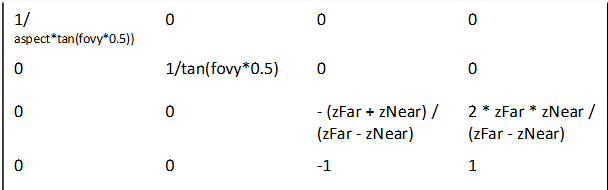 1/ 0 0 0
aspect*tan(fovy*0.5))
0 1/tan(fovy*0.5) 0 0
0 0 - (zFar + zNear) / 2 * zFar * zNear /
(zFar - zNear) (zFar - zNear)
0 0 -1 1